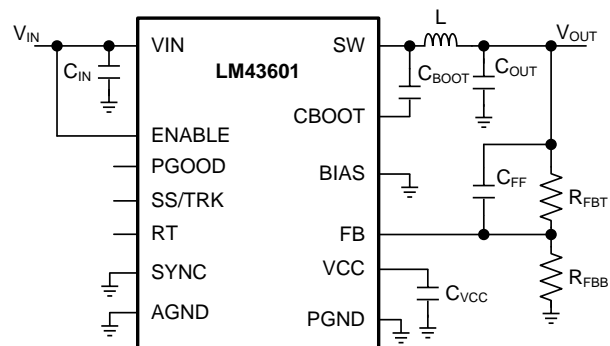 VIN
CIN
VIN
LM43601
SW
L
VOUT
CBOOT
COUT
CBOOT
ENABLE
PGOOD
BIAS
SS/TRK
CFF
RFBT
RT
FB
SYNC
VCC
CVCC
RFBB
AGND
PGND